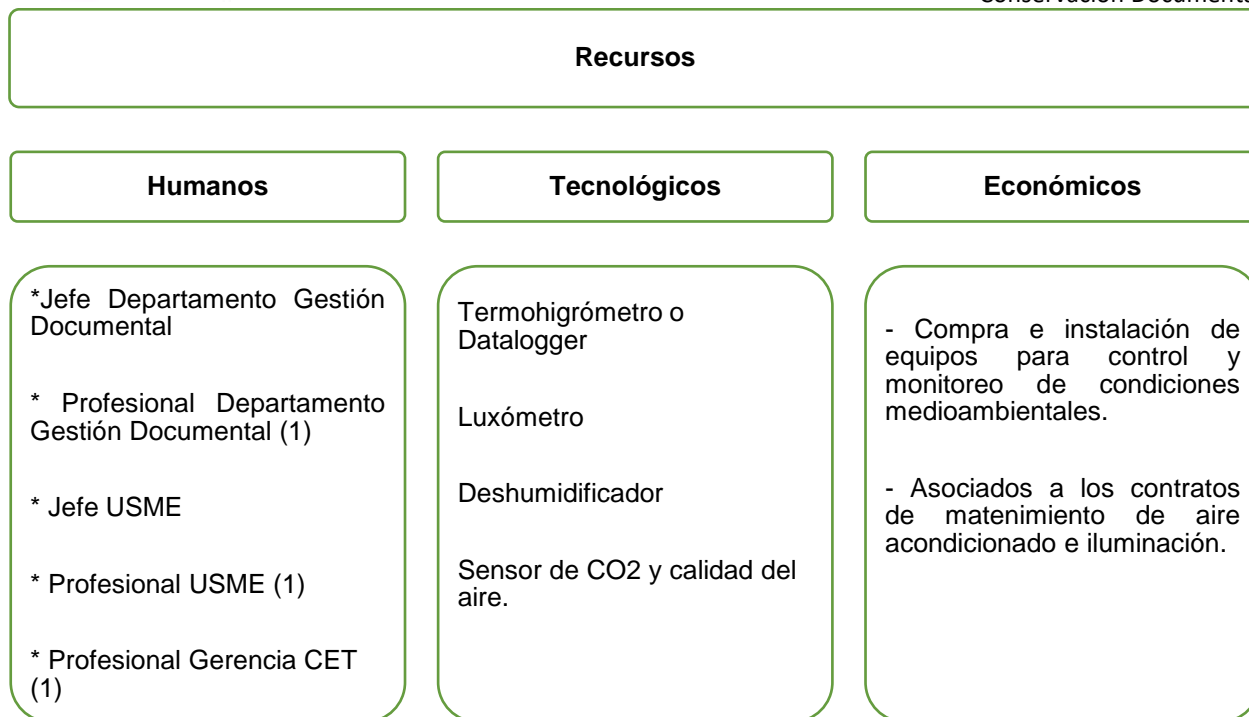 Conservación Documenta
Recursos
Humanos
Tecnológicos
Económicos
*Jefe Departamento Gestión
Documental
* Profesional Departamento
Gestión Documental (1)
* Jefe USME
* Profesional USME (1)
* Profesional Gerencia CET
(1)
Termohigrómetro o
Datalogger
Luxómetro
Deshumidificador
Sensor de CO2 y calidad del
aire.
- Compra e instalación de
equipos para control y
monitoreo de condiciones
medioambientales.
- Asociados a los contratos
de matenimiento de aire
acondicionado e iluminación.